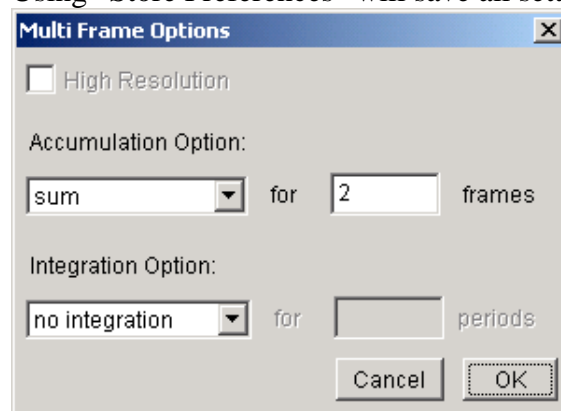 Using "Store Preferences" will save all set
Multi Frame Options
High Resolution
Accumulation Option:
sum for 2 frames
Integration Option:
no integration for periods
Cancel OK